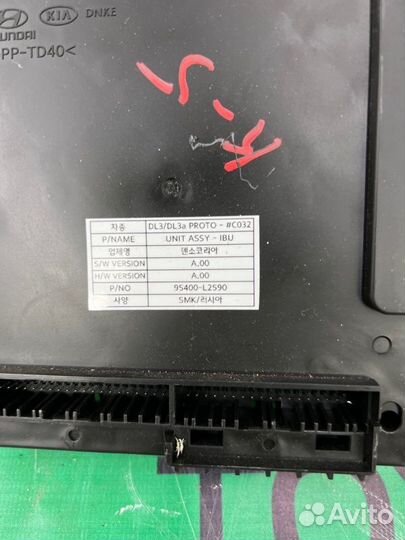 HYUNDAI KIA DNKE
PP-TD40<
차종 DL3/DL3a PROTO - #C032
P/NAME UNIT ASSY - IBU
업체명 덴소코리아
S/W VERSION A.00
H/W VERSION A.00
P/NO 95400-L2590
사양 SMK/러시아
Avito